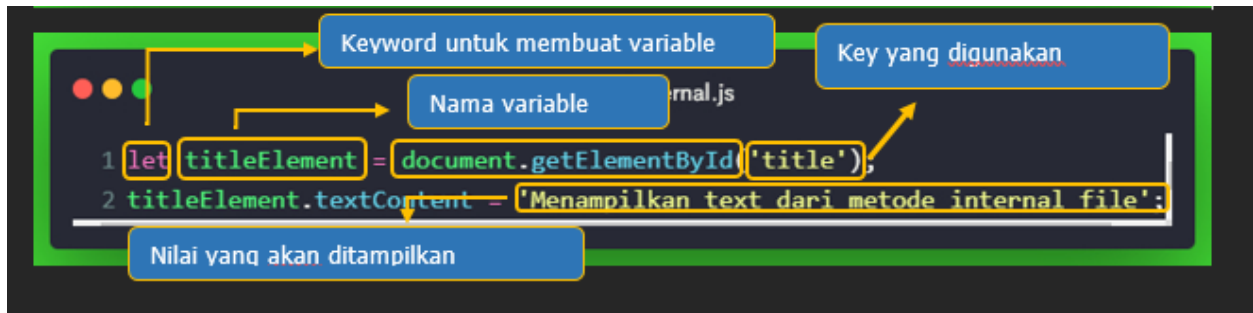 Keyword untuk membuat variable
Key yang digunakan
Nama variable
rnal.js
1 let titleElement = document.getElementById('title');
2 titleElement.textContent = 'Menampilkan text dari metode internal file';
Nilai yang akan ditampilkan